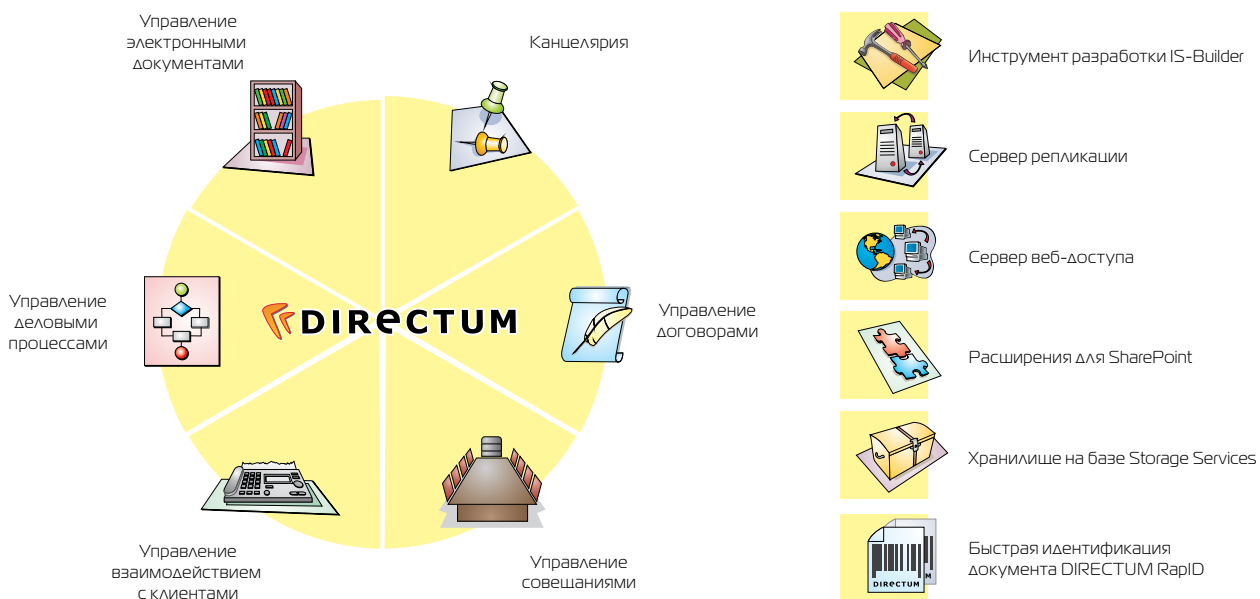 Управление
электронными
документами
Канцелярия
Управление
деловыми
процессами
DIRECTUM
Управление
договорами
Управление
взаимодействием
с клиентами
Управление
совещаниями
Инструмент разработки IS-Builder
Сервер репликации
Сервер веб-доступа
Расширения для SharePoint
Хранилище на базе Storage Services
DIRECTUM
M
Быстрая идентификация
документа DIRECTUM RapID